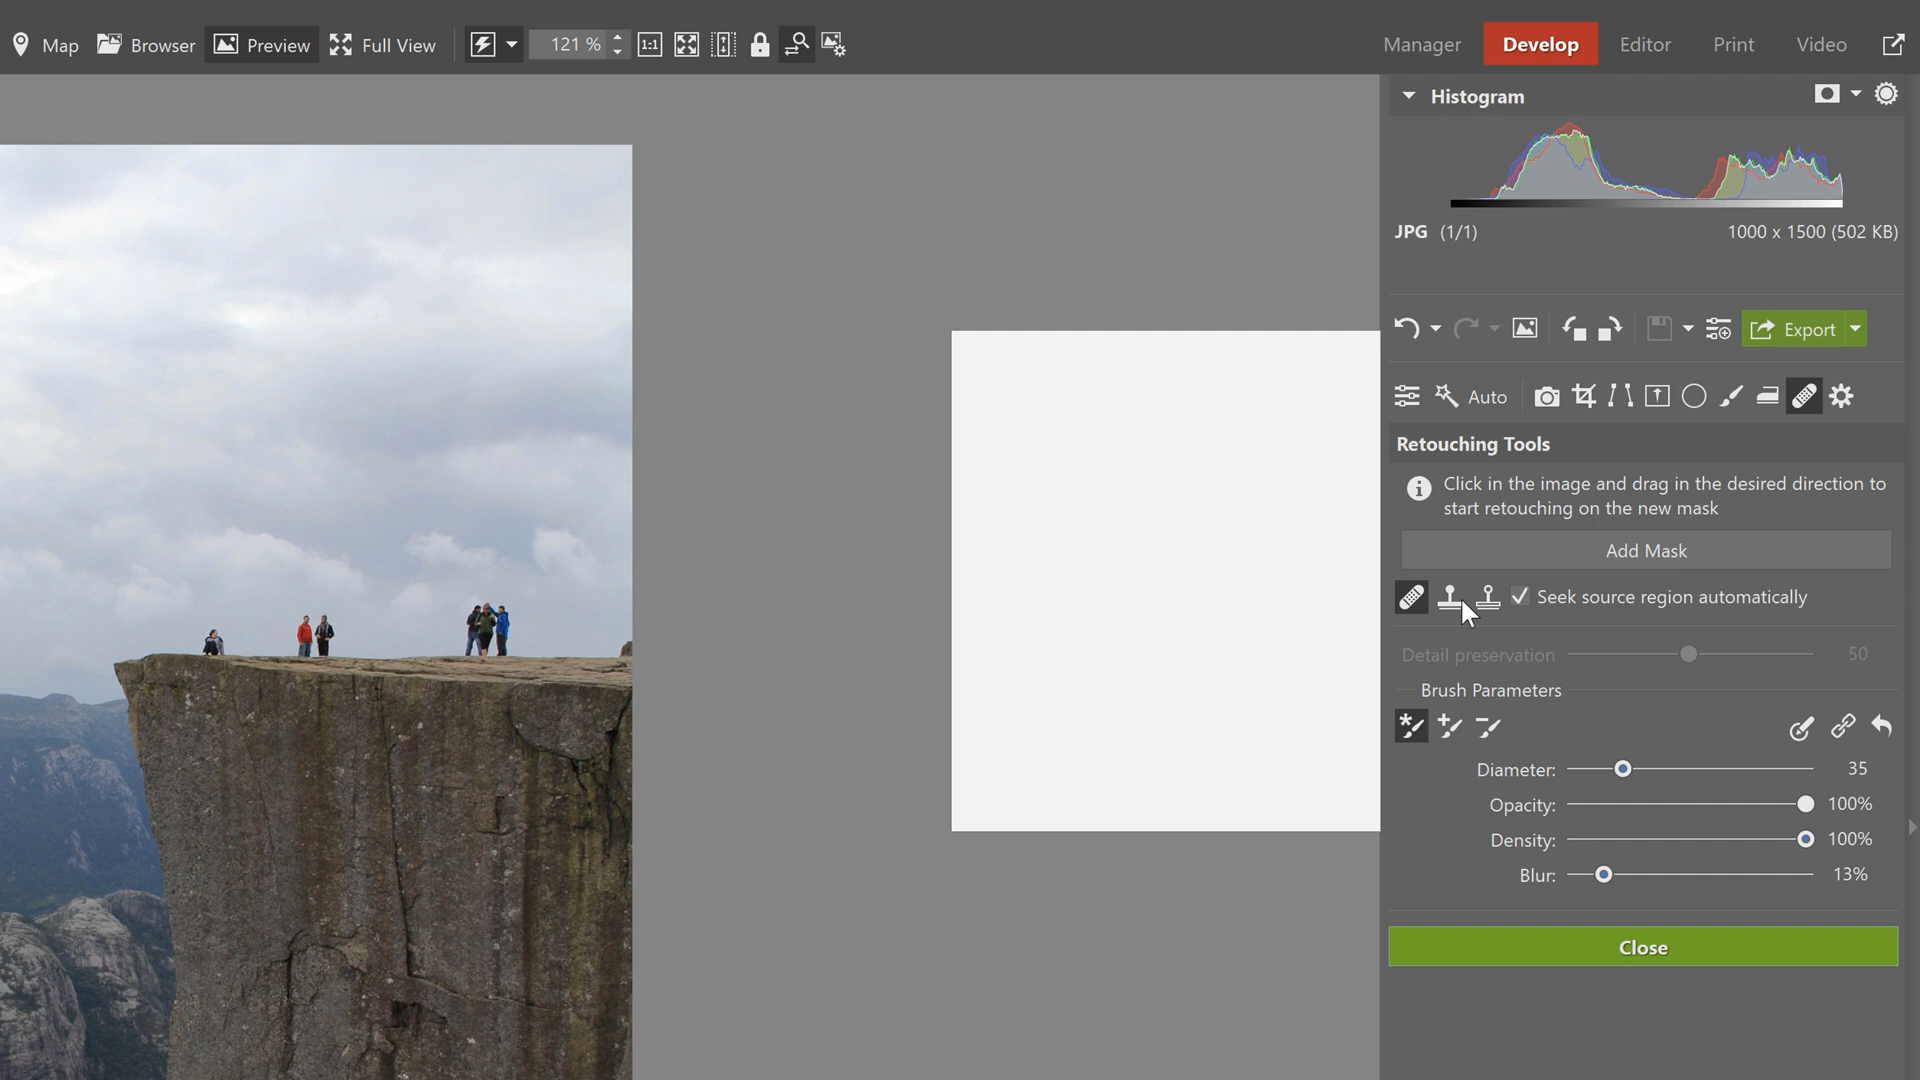 Map Browser Preview Full View 121 % 1:1 Manager Develop Editor Print Video
Histogram
JPG (1/1) 1000 x 1500 (502 KB)
Export
Auto
Retouching Tools
Click in the image and drag in the desired direction to
start retouching on the new mask
Add Mask
Seek source region automatically
Detail preservation 50
Brush Parameters
Diameter: 35
Opacity: 100%
Density: 100%
Blur: 13%
Close